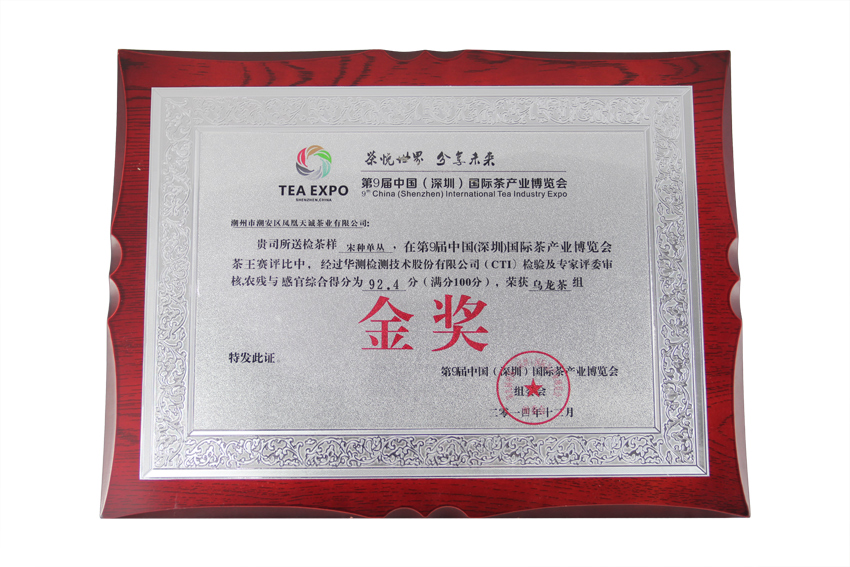 茶悦世界 分享未来
TEA EXPO
SHENZHEN,CHINA
第9届中国（深圳）国际茶产业博览会
9th China (Shenzhen) International Tea Industry Expo
潮州市潮安区凤凰天诚茶业有限公司:
贵司所送检茶样 宋种单丛，在第9届中国(深圳)国际茶产业博览会
茶王赛评比中，经过华测检测技术股份有限公司（CTI）检验及专家评委审
核,农残与感官综合得分为 92.4 分（满分100分），荣获 乌龙茶 组
金奖
特发此证。
第9届中国（深圳）国际茶产业博览会
组委会
二零一四年十二月